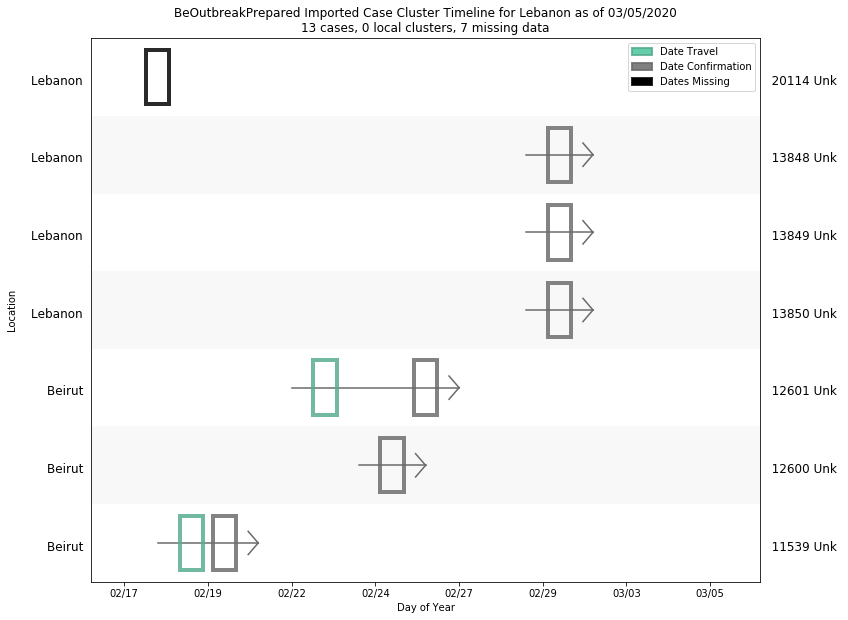 BeOutbreakPrepared Imported Case Cluster Timeline for Lebanon as of 03/05/2020
13 cases, 0 local clusters, 7 missing data
Date Travel
Date Confirmation
Dates Missing
Lebanon 20114 Unk
Lebanon 13848 Unk
Lebanon 13849 Unk
Lebanon 13850 Unk
Beirut 12601 Unk
Beirut 12600 Unk
Beirut 11539 Unk
Location
02/17 02/19 02/22 02/24 02/27 02/29 03/03 03/05
Day of Year